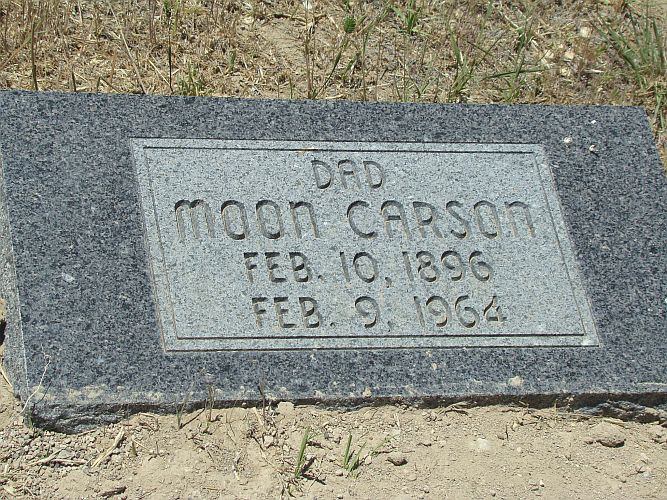 DAD
MOON CARSON
FEB. 10, 1896
FEB. 9, 1964